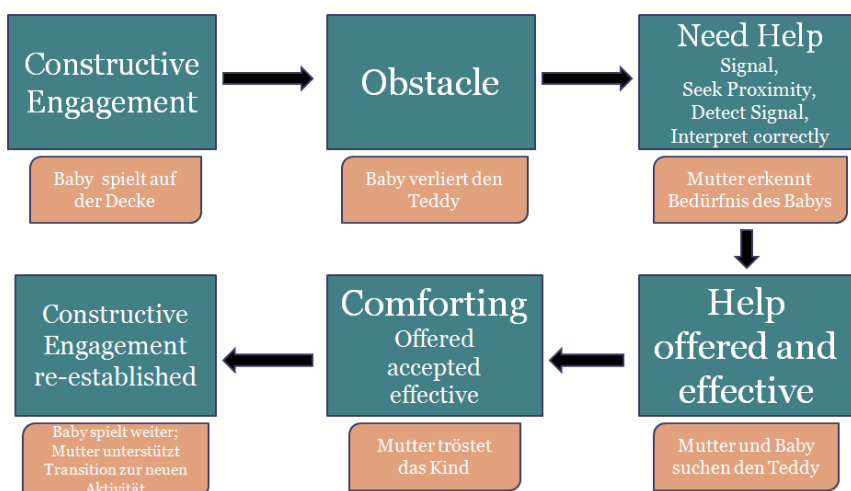 Constructive
Engagement
Baby spielt auf
der Decke
Obstacle
Baby verliert den
Teddy
Need Help
Signal,
Seek Proximity,
Detect Signal,
Interpret correctly
Mutter erkennt
Bedürfnis des Babys
Help
offered and
effective
Mutter und Baby
suchen den Teddy
Comforting
Offered
accepted
effective
Mutter tröstet
das Kind
Constructive
Engagement
re-established
Baby spielt weiter;
Mutter unterstützt
Transition zur neuen
Aktivität